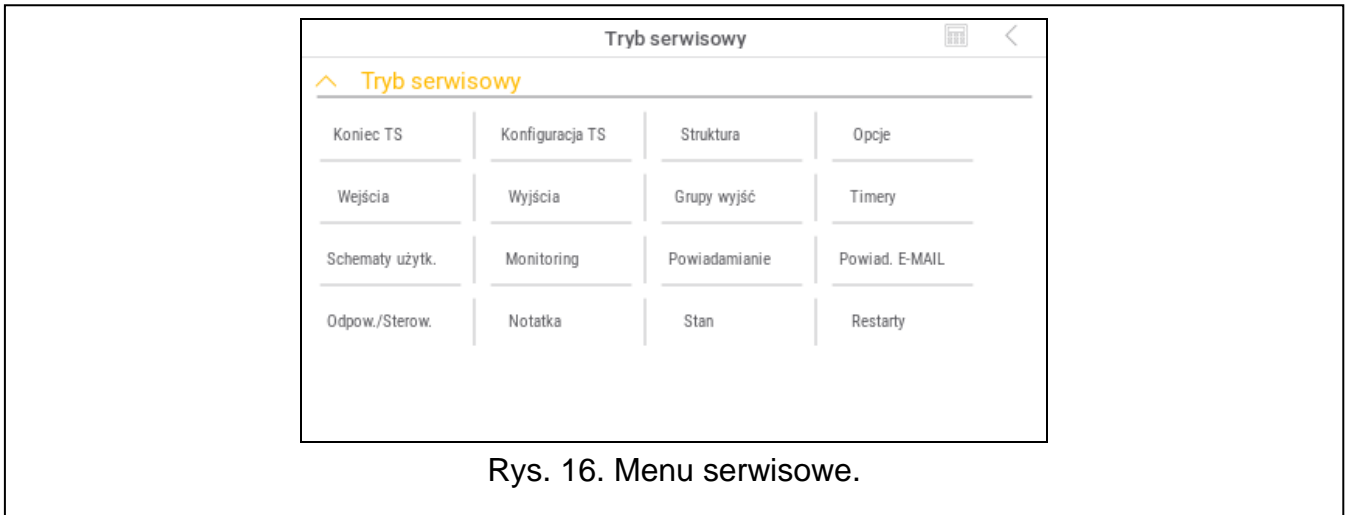 Tryb serwisowy
Tryb serwisowy
Koniec TS Konfiguracja TS Struktura Opcje
Wejścia Wyjścia Grupy wyjść Timery
Schematy użytk. Monitoring Powiadamianie Powiad. E-MAIL
Odpow./Sterow. Notatka Stan Restarty
Rys. 16. Menu serwisowe.